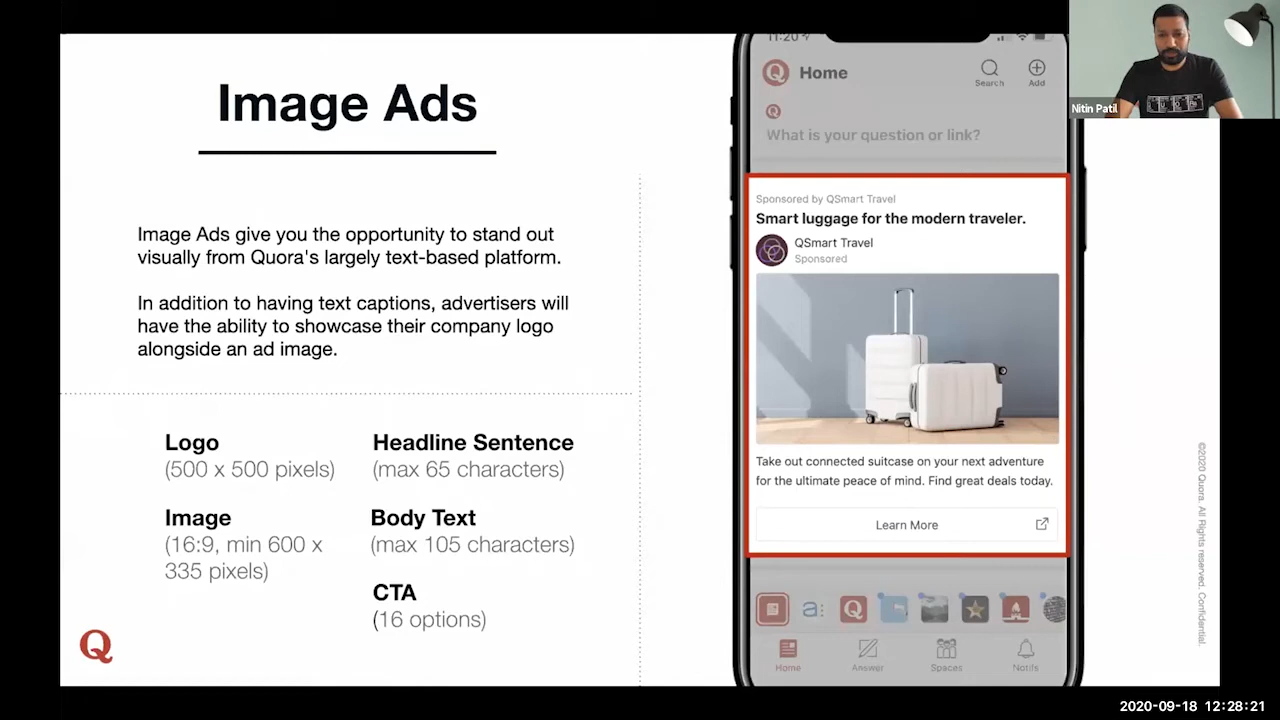 Image Ads
Image Ads give you the opportunity to stand out
visually from Quora's largely text-based platform.
In addition to having text captions, advertisers will
have the ability to showcase their company logo
alongside an ad image.
Logo
(500 x 500 pixels)
Image
(16:9, min 600 x
335 pixels)
Headline Sentence
(max 65 characters)
Body Text
(max 105 characters)
CTA
(16 options)
Q
11:20
Q
Home
Search
Add
Q
What is your question or link?
Sponsored by QSmart Travel
Smart luggage for the modern traveler.
QSmart Travel
Sponsored
Take out connected suitcase on your next adventure
for the ultimate peace of mind. Find great deals today.
Learn More
a:
Q
Home
Answer
Spaces
Notifs
©2020 Quora. All Rights reserved. Confidential.
Nitin Patil
2020-09-18 12:28:21